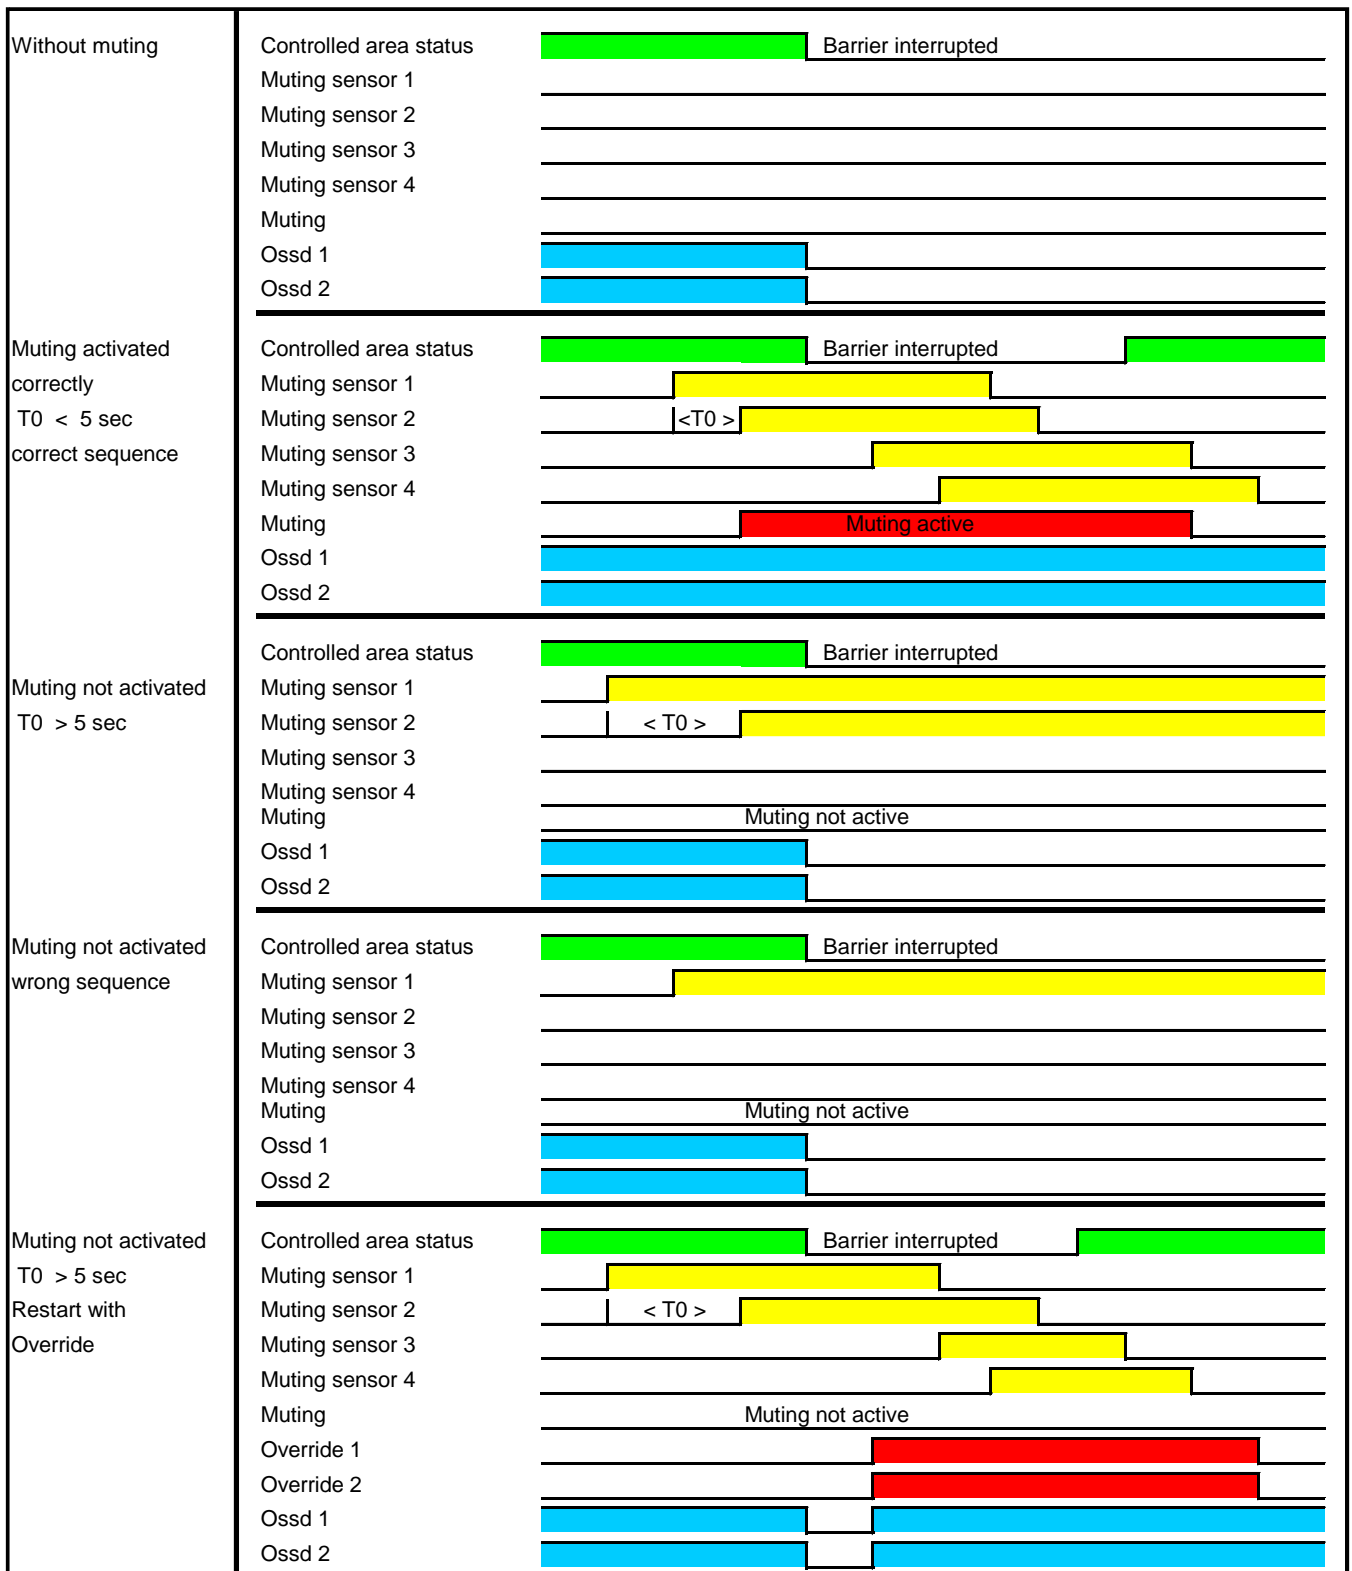 Without muting
Controlled area status
Barrier interrupted
Muting sensor 1
Muting sensor 2
Muting sensor 3
Muting sensor 4
Muting
Ossd 1
Ossd 2
Muting activated
Controlled area status
Barrier interrupted
correctly
Muting sensor 1
T0 < 5 sec
Muting sensor 2
<T0 >
correct sequence
Muting sensor 3
Muting sensor 4
Muting
Muting active
Ossd 1
Ossd 2
Controlled area status
Barrier interrupted
Muting not activated
Muting sensor 1
T0 > 5 sec
Muting sensor 2
< T0 >
Muting sensor 3
Muting sensor 4
Muting
Muting not active
Ossd 1
Ossd 2
Muting not activated
Controlled area status
Barrier interrupted
wrong sequence
Muting sensor 1
Muting sensor 2
Muting sensor 3
Muting sensor 4
Muting
Muting not active
Ossd 1
Ossd 2
Muting not activated
Controlled area status
Barrier interrupted
T0 > 5 sec
Muting sensor 1
Restart with
Muting sensor 2
< T0 >
Override
Muting sensor 3
Muting sensor 4
Muting
Muting not active
Override 1
Override 2
Ossd 1
Ossd 2